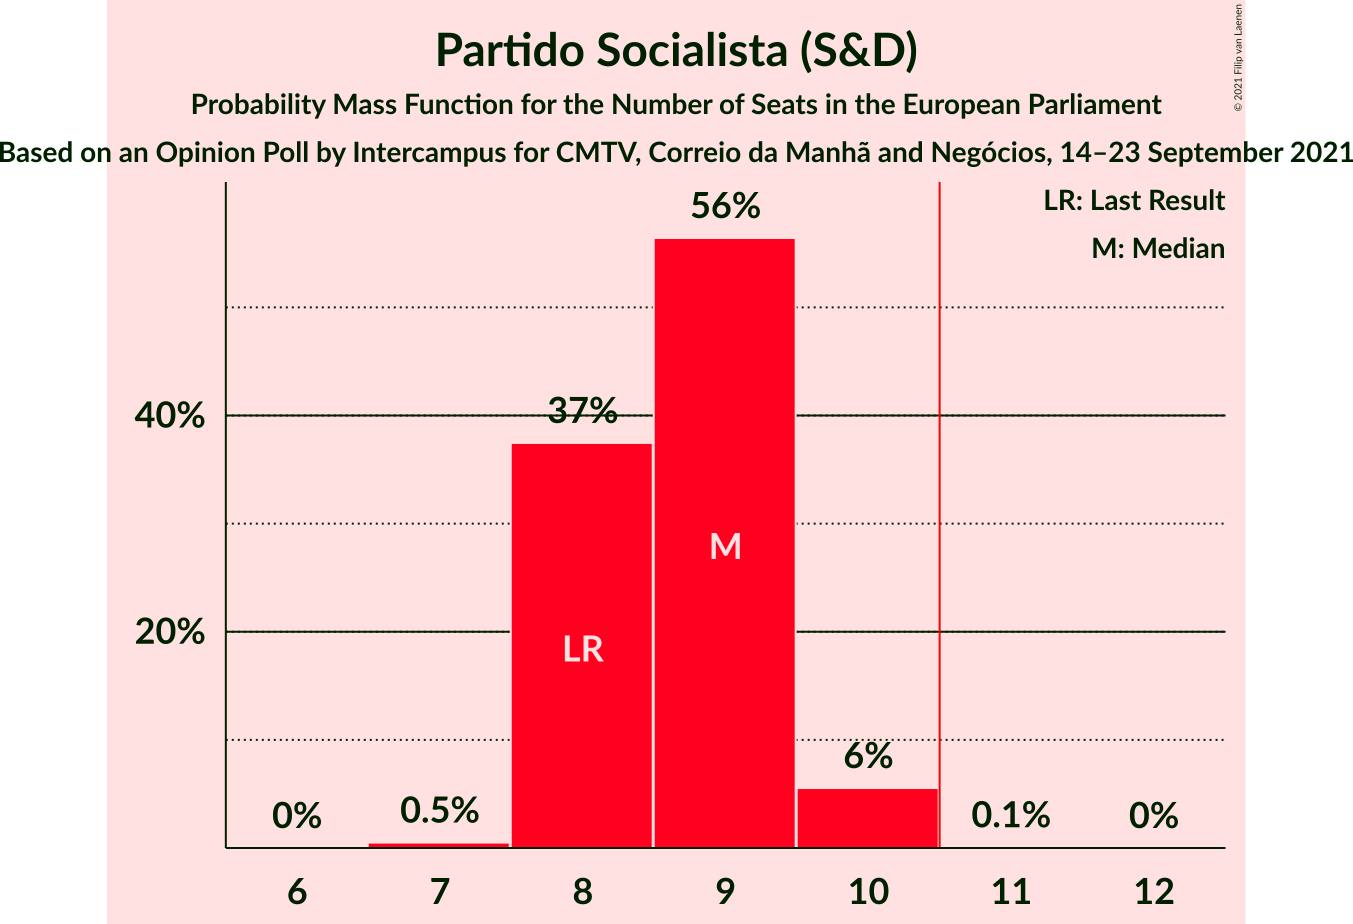 Partido Socialista (S&D)
Probability Mass Function for the Number of Seats in the European Parliament
Based on an Opinion Poll by Intercampus for CMTV, Correio da Manhã and Negócios, 14–23 September 2021
© 2021 Filip van Laenen
LR: Last Result
M: Median
56%
40%
37%
M
20%
LR
6%
0%
0.5%
0.1%
0%
6 7 8 9 10 11 12